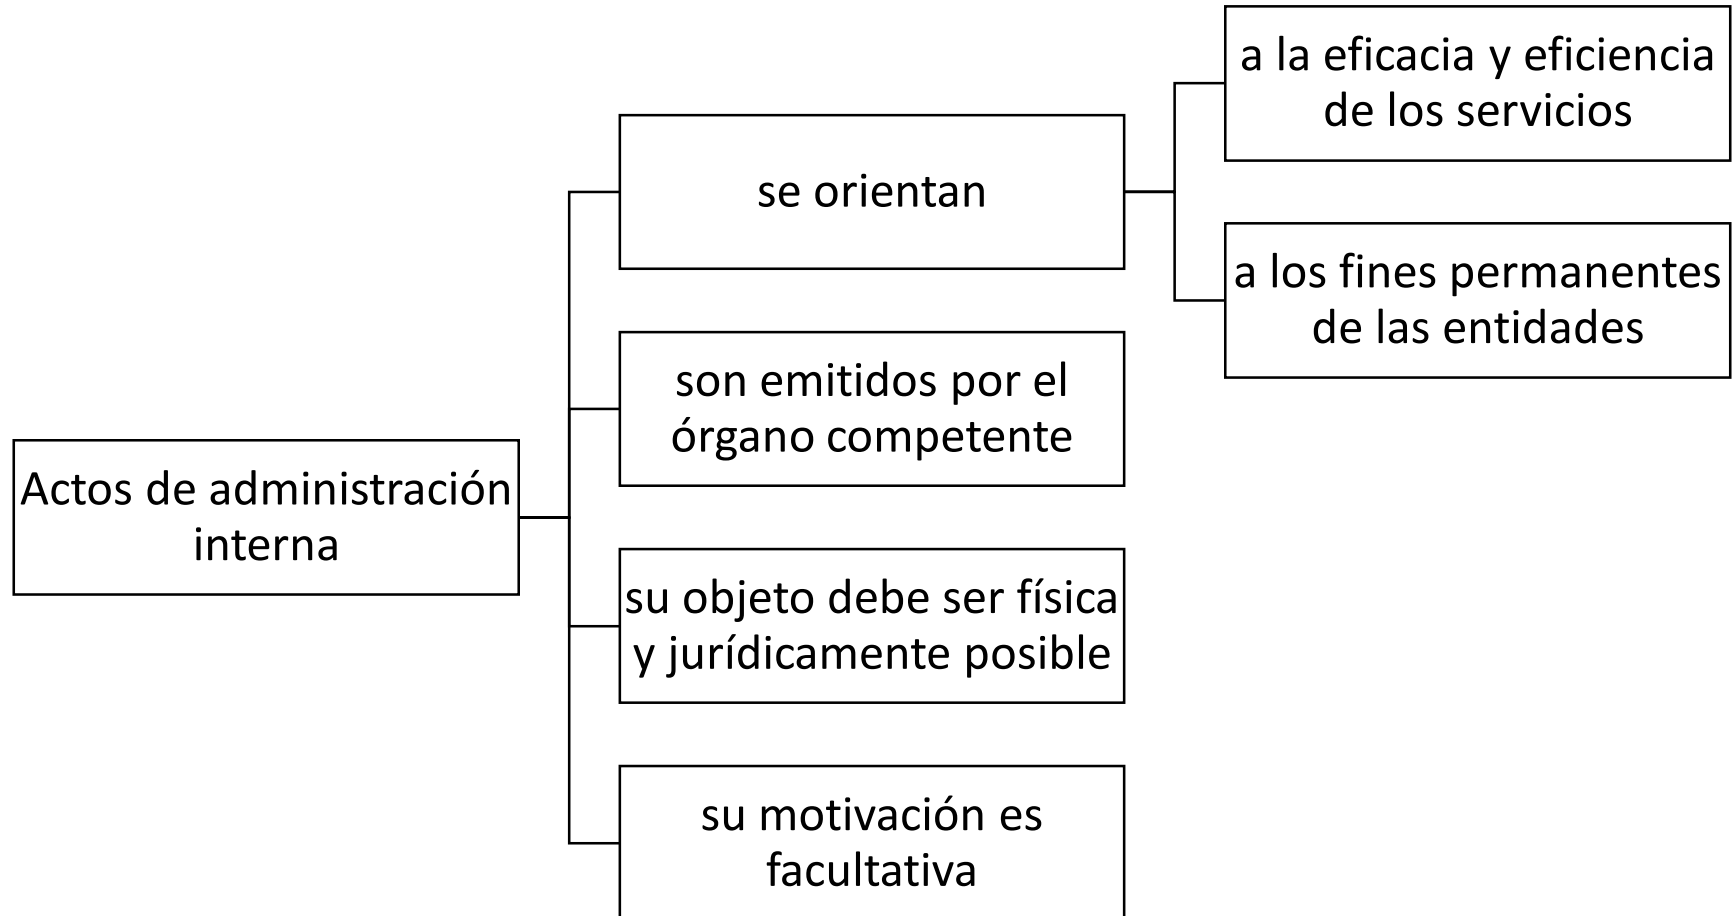 Actos de administración
interna
se orientan
a la eficacia y eficiencia
de los servicios
a los fines permanentes
de las entidades
son emitidos por el
órgano competente
su objeto debe ser física
y jurídicamente posible
su motivación es
facultativa